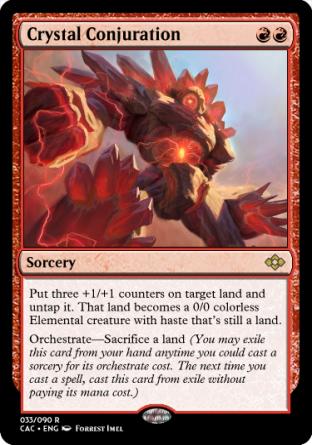 Crystal Conjuration
Sorcery
Put three +1/+1 counters on target land and
untap it. That land becomes a 0/0 colorless
Elemental creature with haste that's still a land.
Orchestrate—Sacrifice a land (You may exile
this card from your hand anytime you could cast a
sorcery for its orchestrate cost. The next time you
cast a spell, cast this card from exile without
paying its mana cost.)
033/090 R
CAC • ENG Forrest Imel